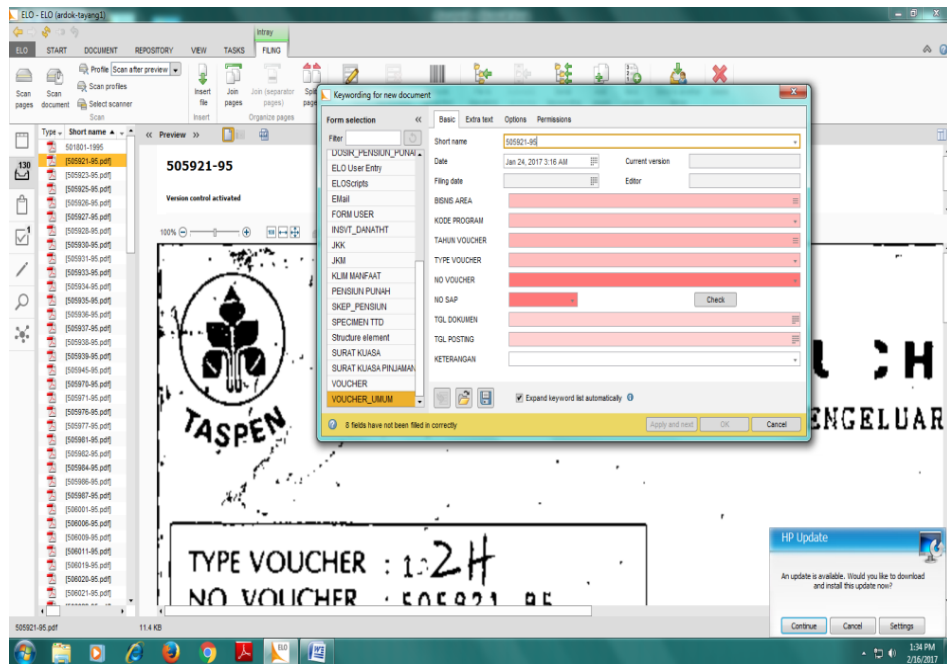 ELO - ELO (ardok-tayang1)
Intray
ELO START DOCUMENT REPOSITORY VIEW TASKS FILING
Scan pages
Scan document
Profile Scan after preview
Scan profiles
Select scanner
Scan
Insert file
Insert
Join pages
Join (separator pages)
Organize pages
Type Short name
Preview
130
1
501801-1995
[505921-95.pdf]
[505923-95.pdf]
[505925-95.pdf]
[505926-95.pdf]
[505927-95.pdf]
[505928-95.pdf]
[505930-95.pdf]
[505931-95.pdf]
[505933-95.pdf]
[505934-95.pdf]
[505935-95.pdf]
[505936-95.pdf]
[505937-95.pdf]
[505938-95.pdf]
[505939-95.pdf]
[505945-95.pdf]
[505970-95.pdf]
[505971-95.pdf]
[505976-95.pdf]
[505977-95.pdf]
[505981-95.pdf]
[505982-95.pdf]
[505984-95.pdf]
[505986-95.pdf]
[505987-95.pdf]
[506001-95.pdf]
[506006-95.pdf]
[506009-95.pdf]
[506011-95.pdf]
[506019-95.pdf]
[506020-95.pdf]
[506021-95.pdf]
505921-95
Version control activated
100%
Keywording for new document
Form selection
Filter
DOSIR_PENSIUN_PUNAH
ELO User Entry
ELOScripts
EMail
FORM USER
INSVT_DANATHT
JKK
JKM
KLIM MANFAAT
PENSIUN PUNAH
SKEP_PENSIUN
SPECIMEN TTD
Structure element
SURAT KUASA
SURAT KUASA PINJAMAN
VOUCHER
VOUCHER_UMUM
Basic Extra text Options Permissions
Short name 505921-95
Date Jan 24, 2017 3:16 AM Current version
Filing date Editor
BISNIS AREA
KODE PROGRAM
TAHUN VOUCHER
TYPE VOUCHER
NO VOUCHER
NO SAP Check
TGL DOKUMEN
TGL POSTING
KETERANGAN
Expand keyword list automatically
8 fields have not been filled in correctly
Apply and next OK Cancel
TASPEN
H
ENGELUAR
TYPE VOUCHER : 2H
NO VOUCHER : 505921 95
HP Update
An update is available. Would you like to download and install this update now?
Continue Cancel Settings
505921-95.pdf 11.4 KB
1:34 PM
2/16/2017